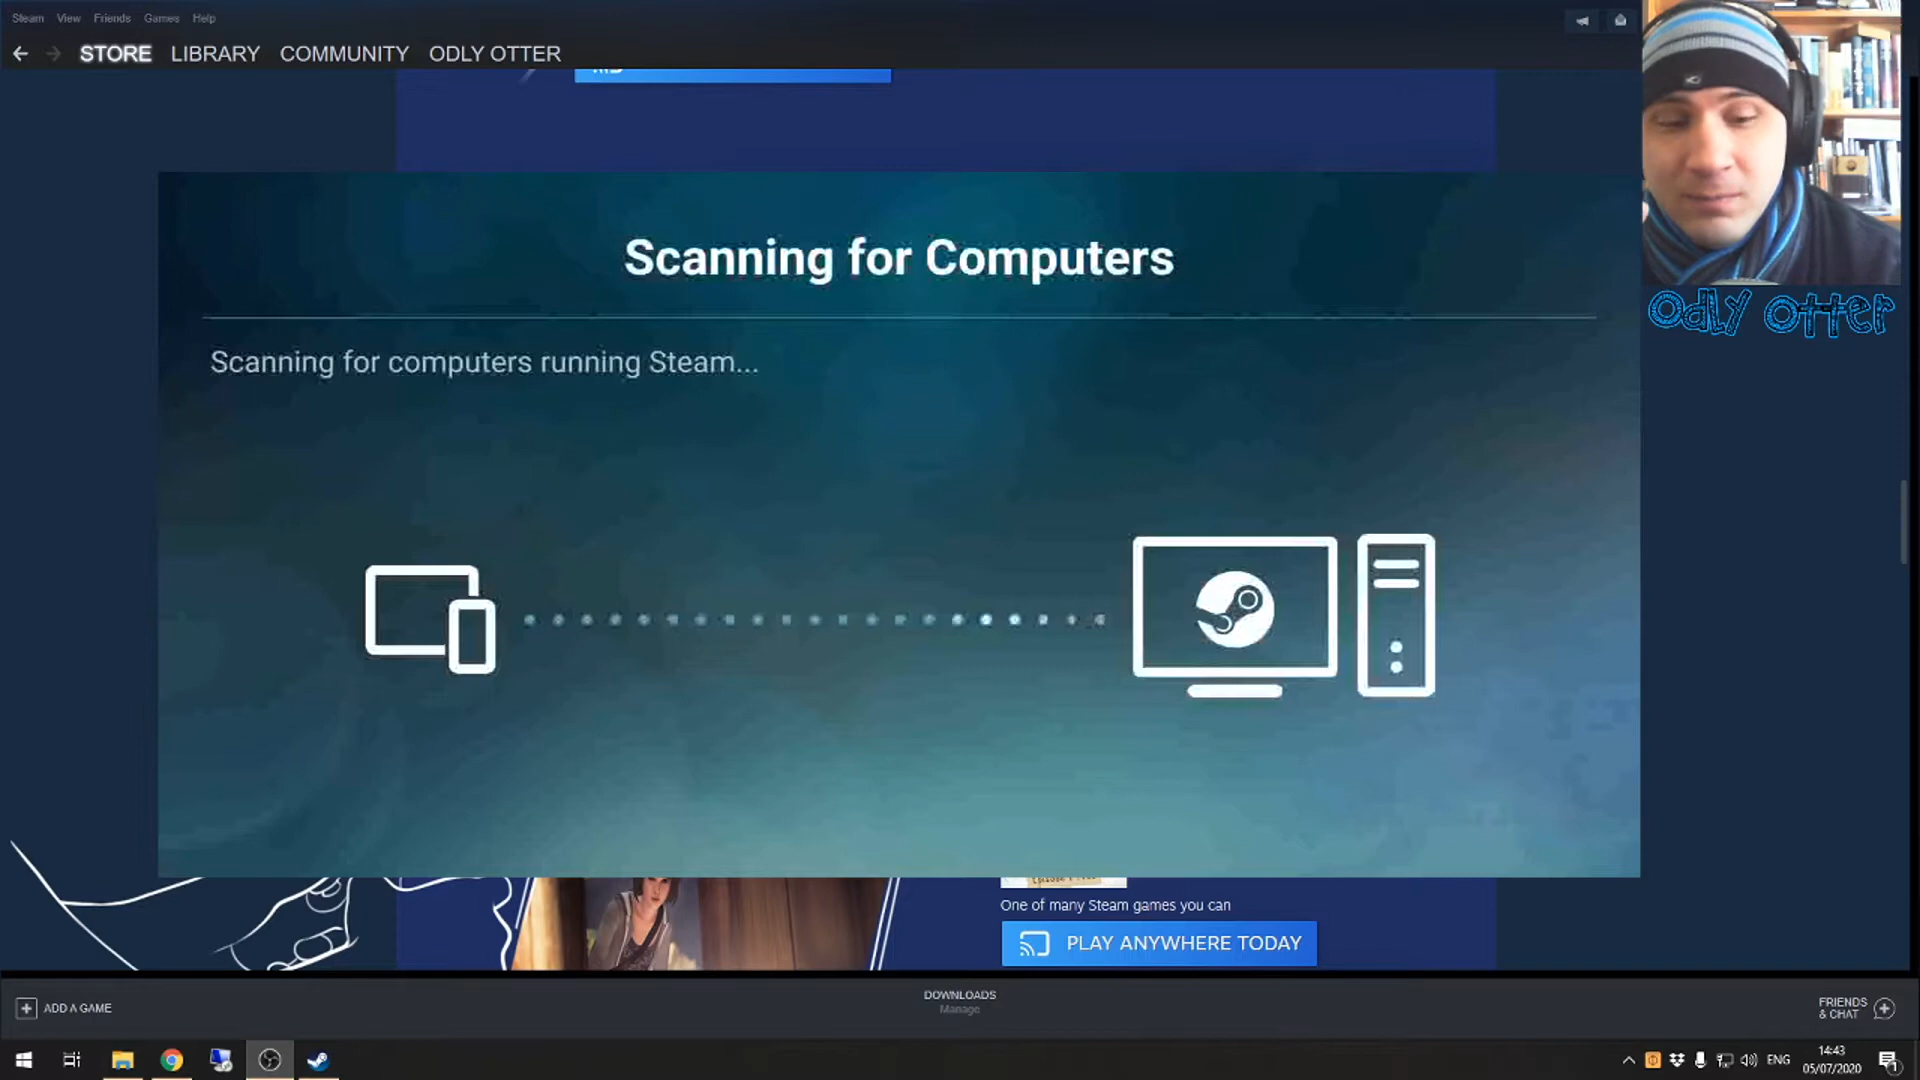 Steam View Friends Games Help
STORE LIBRARY COMMUNITY ODLY OTTER
Scanning for Computers
Scanning for computers running Steam...
Odly Otter
One of many Steam games you can
PLAY ANYWHERE TODAY
ADD A GAME
DOWNLOADS
Manage
FRIENDS
& CHAT
ENG
14:43
05/07/2020
1